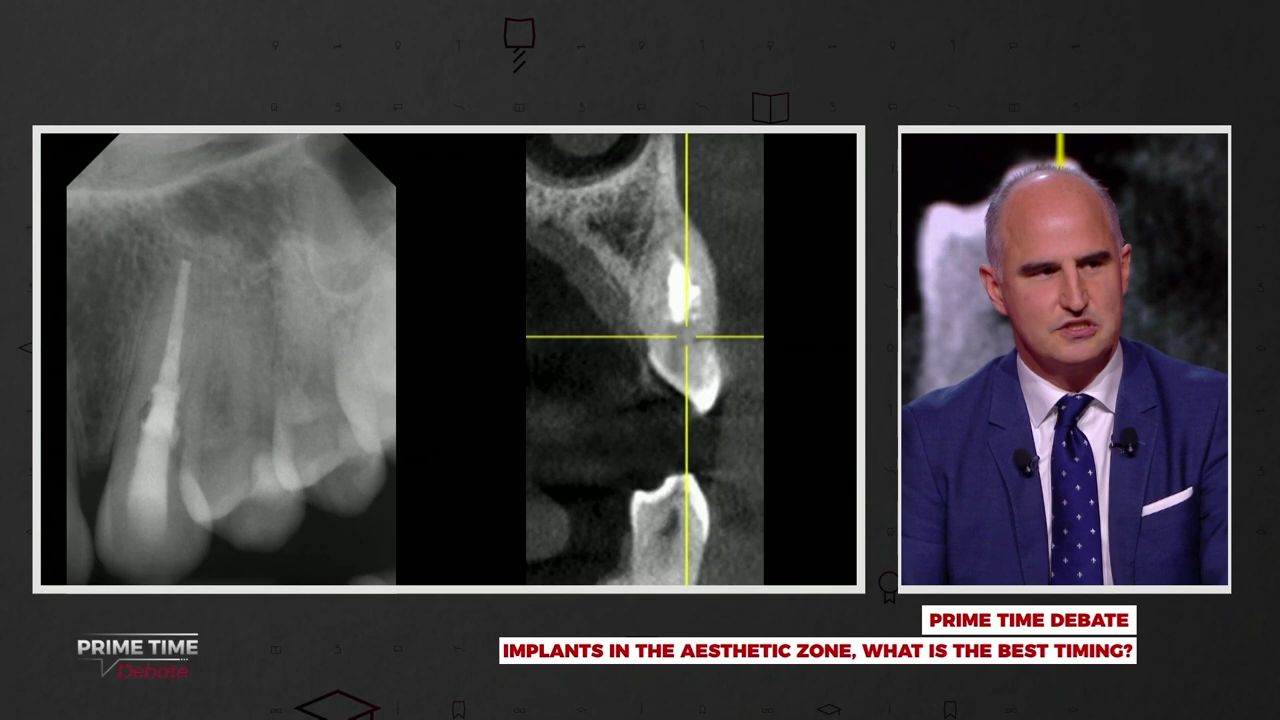 PRIME TIME DEBATE
IMPLANTS IN THE AESTHETIC ZONE, WHAT IS THE BEST TIMING?
PRIME TIME
Debate